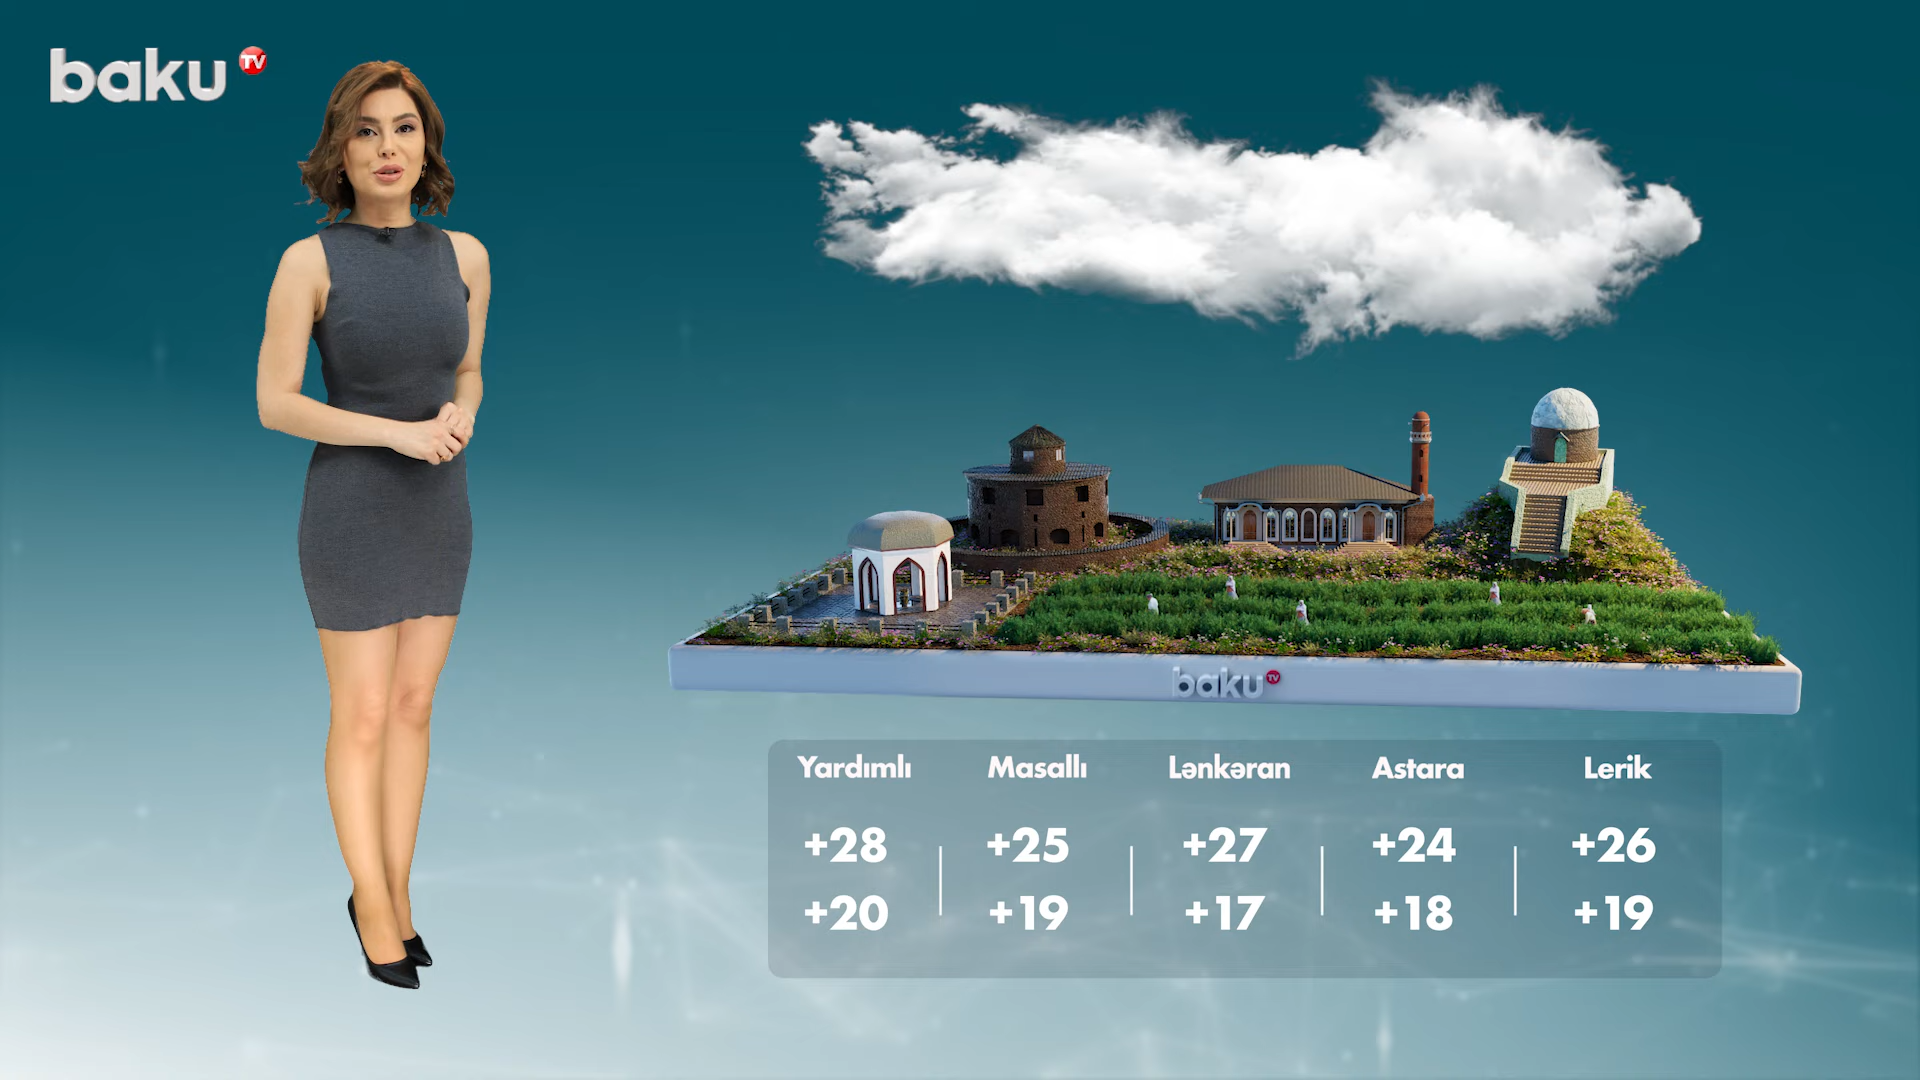 baku TV
baku TV
Yardımlı Masallı Lənkəran Astara Lerik
+28 +25 +27 +24 +26
+20 +19 +17 +18 +19